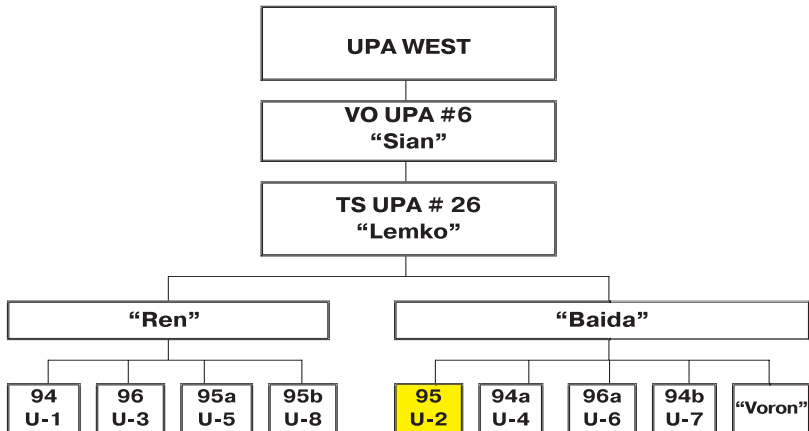 UPA WEST
VO UPA #6
“Sian”
TS UPA # 26
“Lemko”
“Ren”
“Baida”
94
U-1
96
U-3
95a
U-5
95b
U-8
95
U-2
94a
U-4
96a
U-6
94b
U-7
“Voron”